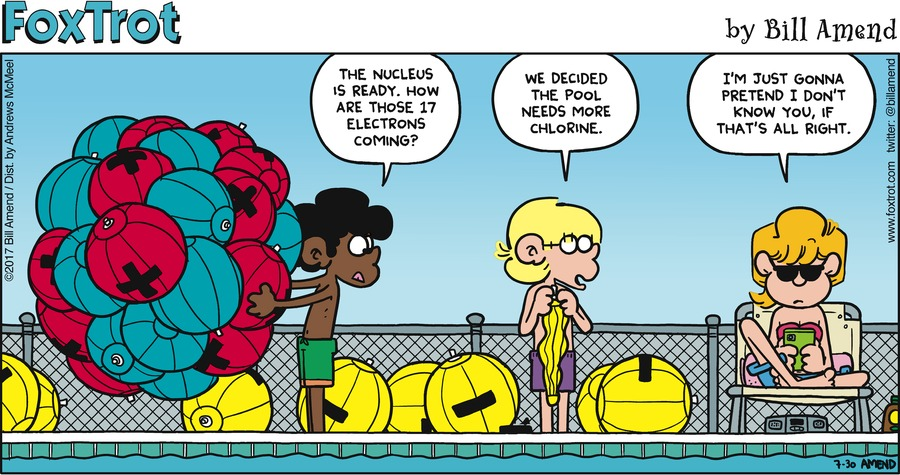 FOXTROT
by Bill Amend
THE NUCLEUS
IS READY. HOW
ARE THOSE 17
ELECTRONS
COMING?
WE DECIDED
THE POOL
NEEDS MORE
CHLORINE.
I'M JUST GONNA
PRETEND I DON'T
KNOW YOU, IF
THAT'S ALL RIGHT.
©2017 Bill Amend / Dist. by Andrews McMeel
www.foxtrot.com twitter: @billamend
7-30 AMEND